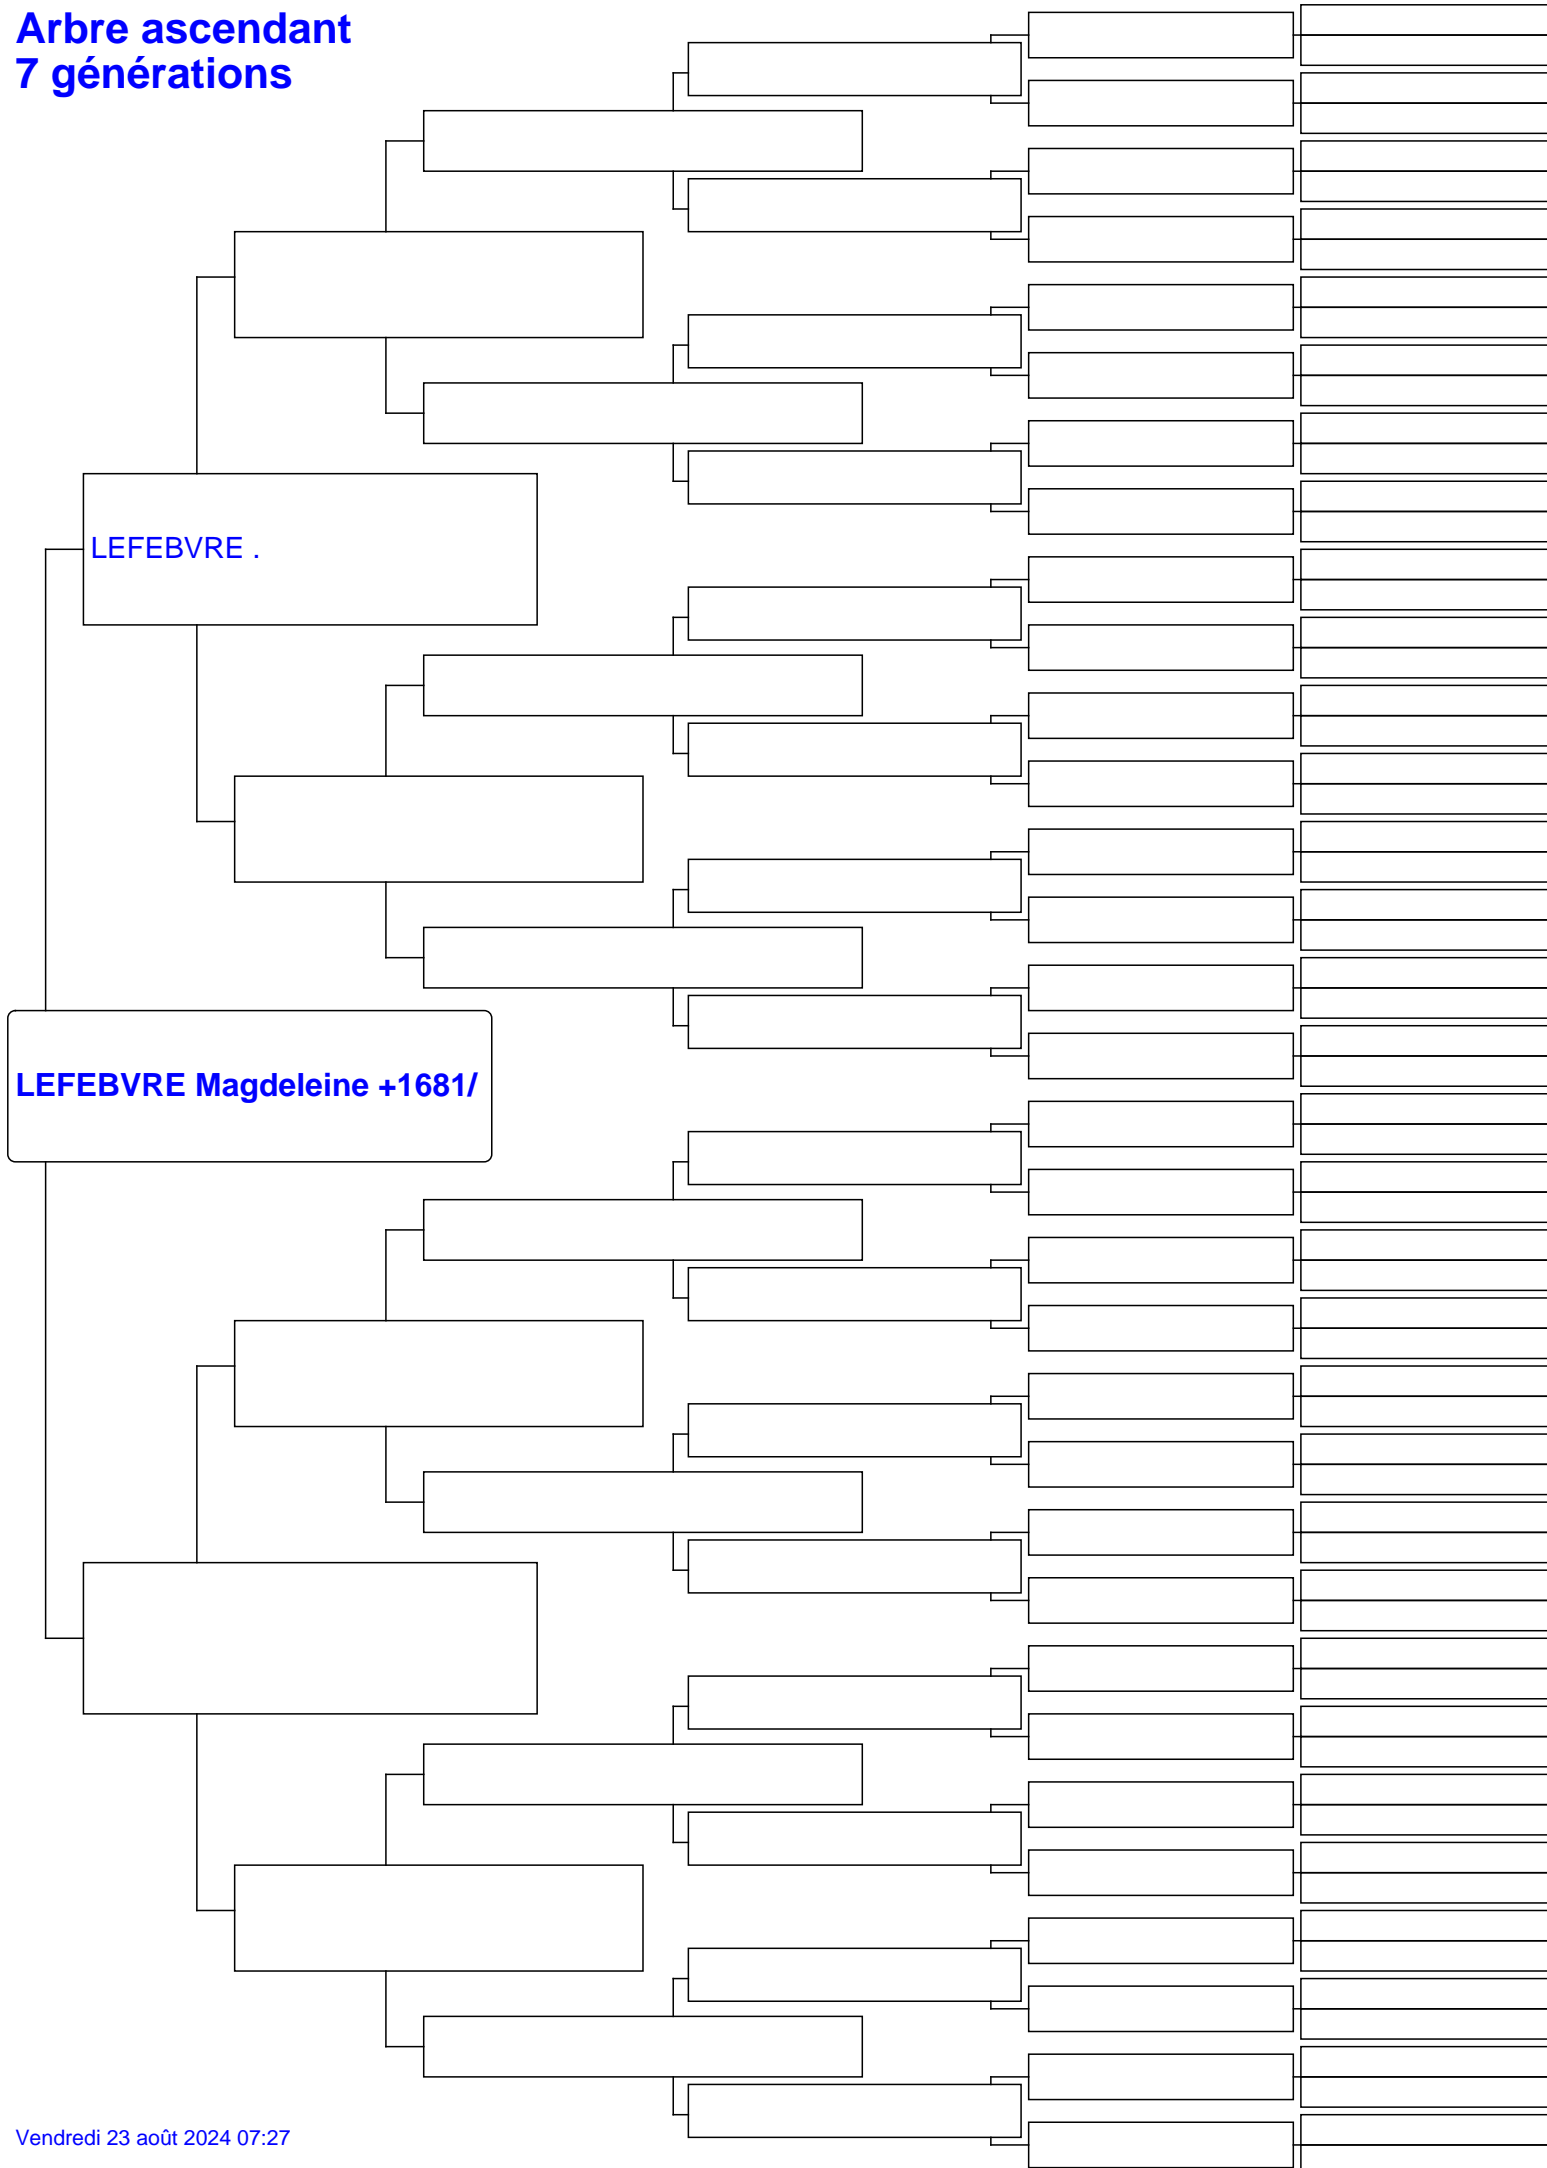 Arbre ascendant
7 générations
LEFEBVRE .
LEFEBVRE Magdeleine +1681/
Vendredi 23 août 2024 07:27